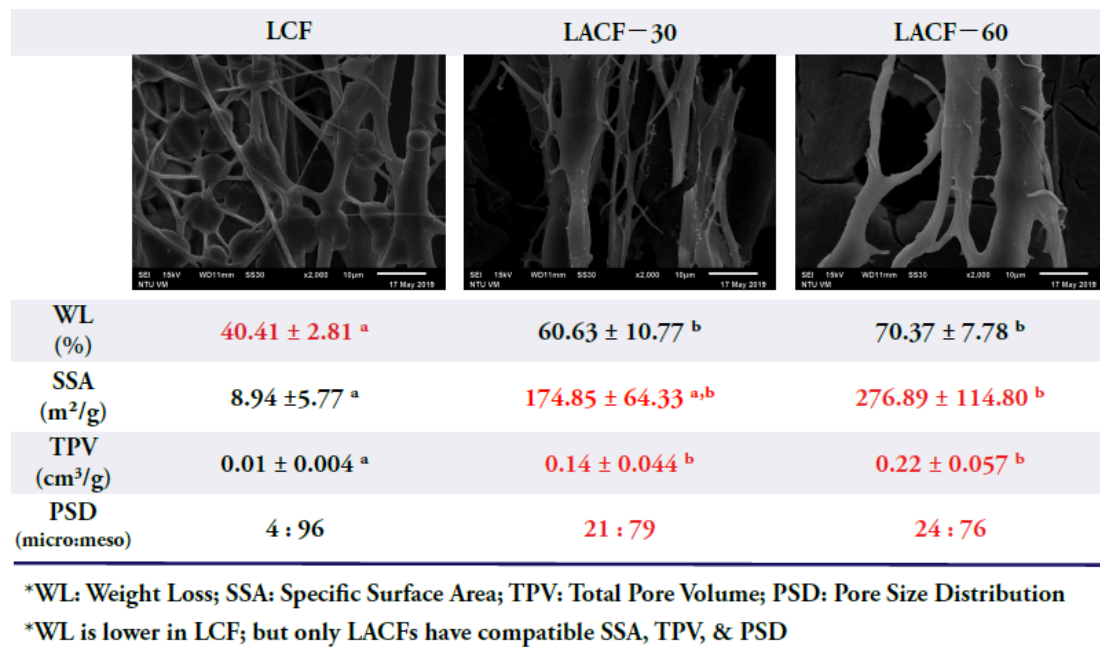 LCF LACF－30 LACF－60
SEI 15kV WD11mm SS30 x2,000 10μm
NTU VM 17 May 2019
SEI 15kV WD11mm SS30 x2,000 10μm
NTU VM 17 May 2019
SEI 15kV WD11mm SS30 x2,000 10μm
NTU VM 17 May 2019
WL
(%)
40.41 ± 2.81 ᵃ 60.63 ± 10.77 ᵇ 70.37 ± 7.78 ᵇ
SSA
(m²/g)
8.94 ±5.77 ᵃ 174.85 ± 64.33 ᵃ,ᵇ 276.89 ± 114.80 ᵇ
TPV
(cm³/g)
0.01 ± 0.004 ᵃ 0.14 ± 0.044 ᵇ 0.22 ± 0.057 ᵇ
PSD
(micro:meso)
4 : 96 21 : 79 24 : 76
*WL: Weight Loss; SSA: Specific Surface Area; TPV: Total Pore Volume; PSD: Pore Size Distribution
*WL is lower in LCF; but only LACFs have compatible SSA, TPV, & PSD